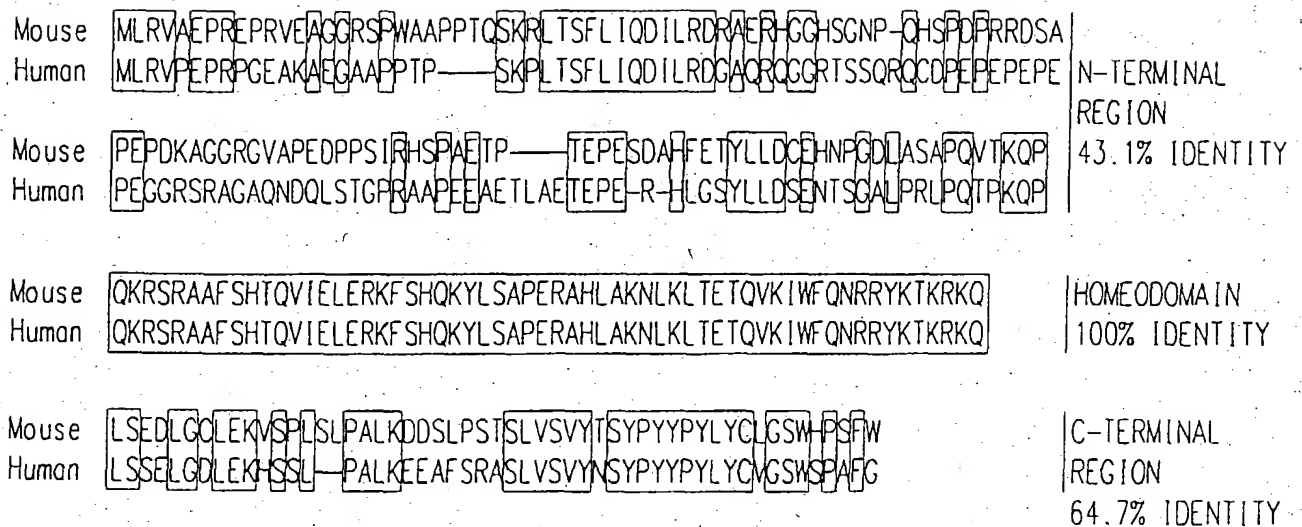 Mouse MLRVAEPREPRVEAGGRSPWAAPPTQSKRLTSFLIQDILRDRAERHGGHSGNP-QHSPDPRRDSA
Human MLRVPEPRPGEAKAEGAAPPTP——SKPLTSFLIQDILRDGAQRQGGRTSSQRQCDPEPEPEPE
N-TERMINAL
REGION
43.1% IDENTITY
Mouse PEPDKAGGRGVAPEDPPSIRHSPAETP——TEPESDAHFETYLLDCEHNPGDLASAPQVTKQP
Human PEGGRSRAGAQNDQLSTGPRAAPEEAETLAETEPE-R-HLGSYLLDSENTSGALPRLPQTPKQP
Mouse QKRSRAAFSHTQVIELERKFSHQKYLSAPERAHLAKNLKLTETQVKIWFQNRRYKTKRKQ
Human QKRSRAAFSHTQVIELERKFSHQKYLSAPERAHLAKNLKLTETQVKIWFQNRRYKTKRKQ
HOMEODOMAIN
100% IDENTITY
Mouse LSEDLGDLEKVSPLSLPALKDDSLPSTSLVSVYTSYPYYPYLYCLGSWHPSFW
Human LSSELGDLEKHSSL—PALKEEAFSRASLVSVYNSYPYYPYLYCVGSWSPAFG
C-TERMINAL
REGION
64.7% IDENTITY